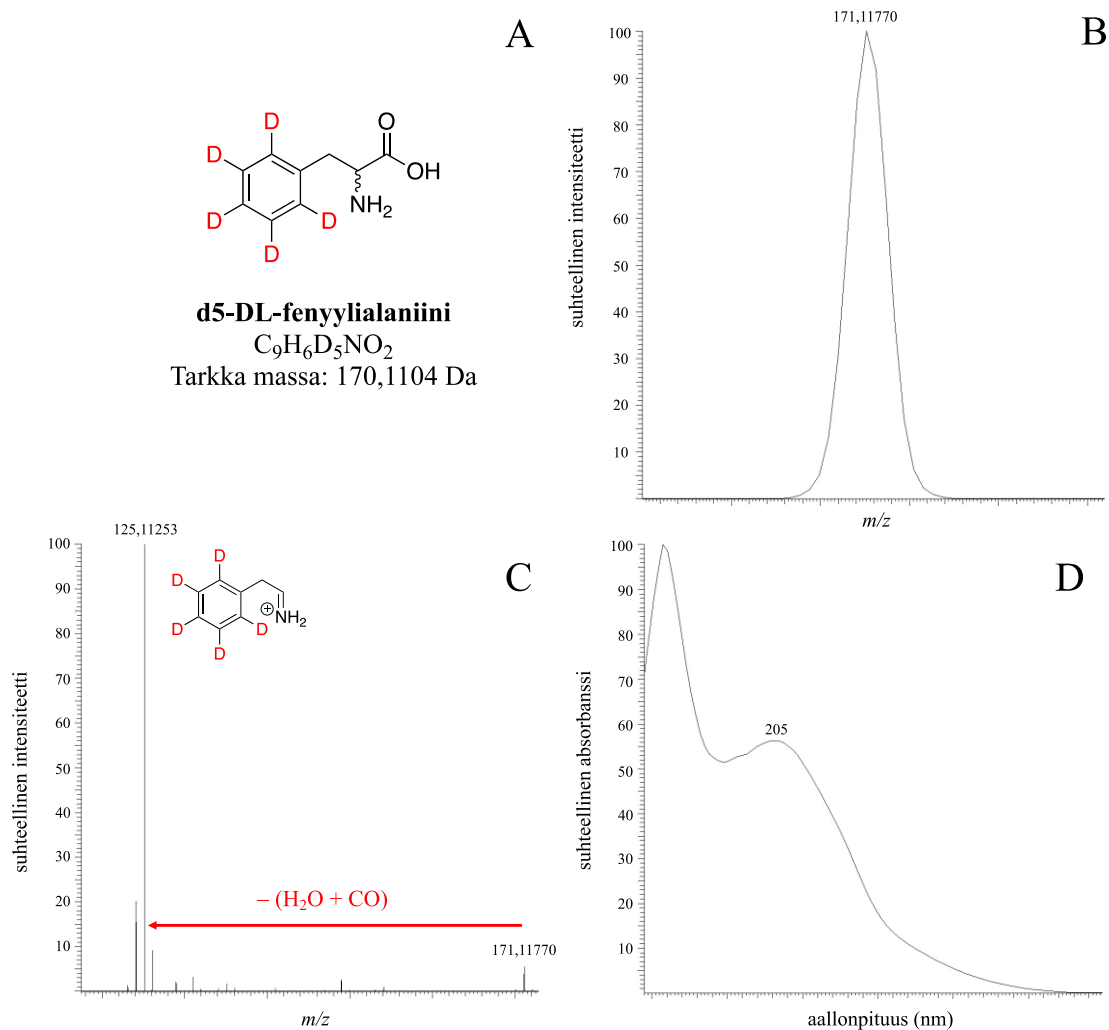 A
D
D
D
D
D
O
OH
NH2
d5-DL-fenyylialaniini
C9H6D5NO2
Tarkka massa: 170,1104 Da
B
171,11770
suhteellinen intensiteetti
100
90
80
70
60
50
40
30
20
10
m/z
C
125,11253
suhteellinen intensiteetti
100
90
80
70
60
50
40
30
20
10
D
D
D
D
D
+
NH2
– (H2O + CO)
171,11770
m/z
D
205
suhteellinen absorbanssi
100
90
80
70
60
50
40
30
20
10
aallonpituus (nm)